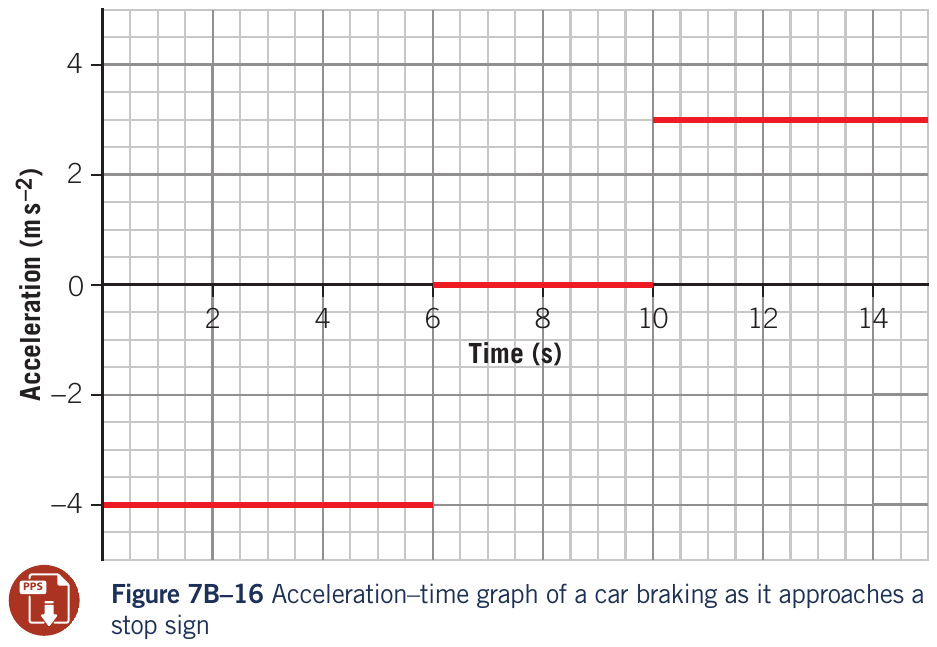 4
2
0
–2
–4
2 4 6 8 10 12 14
Time (s)
Acceleration (m s–2)
PPS
Figure 7B–16 Acceleration–time graph of a car braking as it approaches a
stop sign